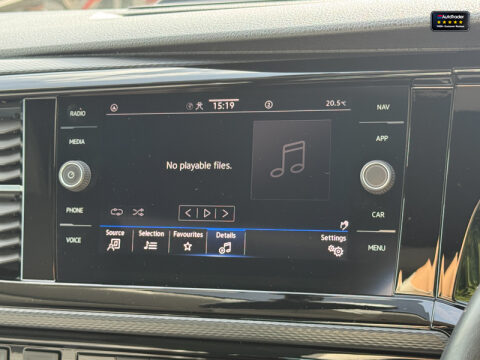 AutoTrader
RADIO
15:19
20.5°C
NAV
MEDIA
APP
No playable files.
PHONE
CAR
VOICE
Source
Selection
Favourites
Details
Settings
MENU